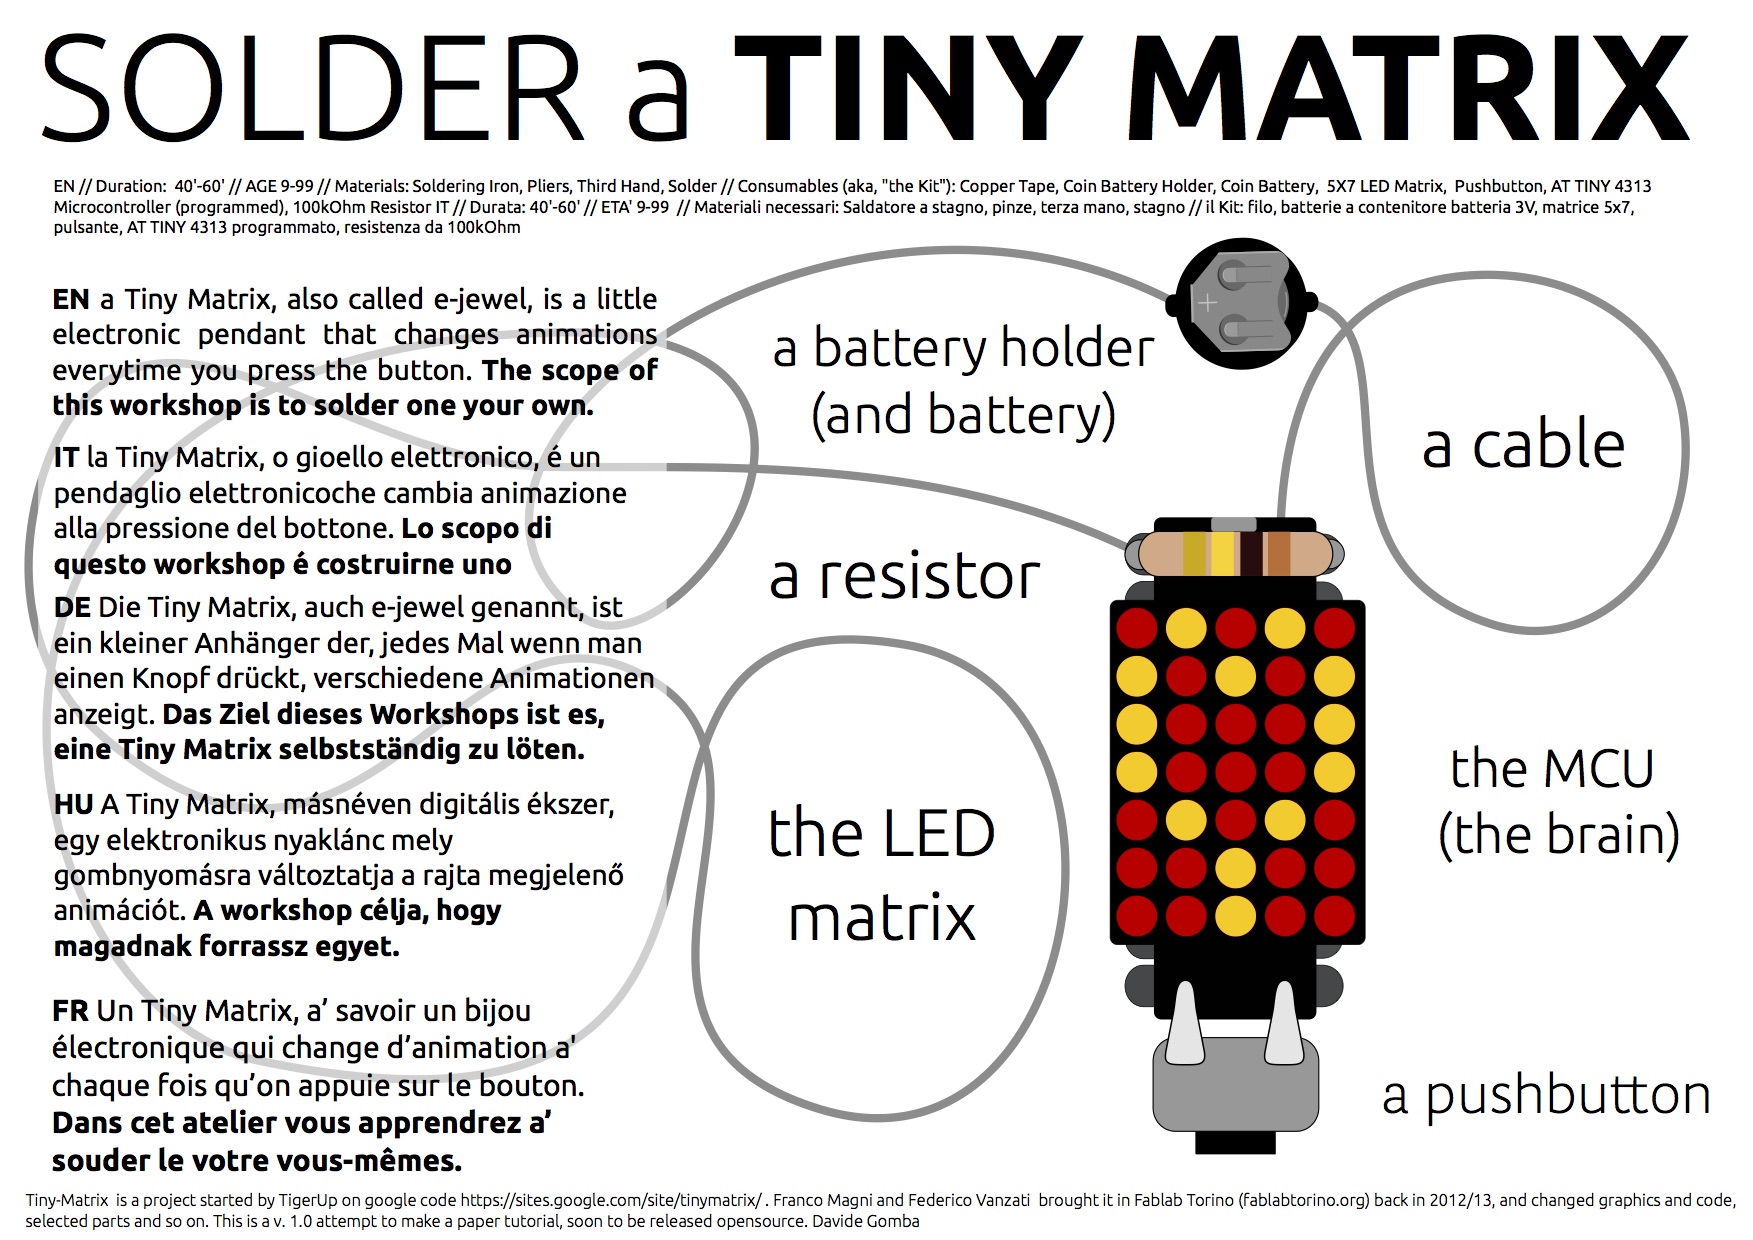 SOLDER a TINY MATRIX
EN // Duration: 40'-60' // AGE 9-99 // Materials: Soldering Iron, Pliers, Third Hand, Solder // Consumables (aka, "the Kit"): Copper Tape, Coin Battery Holder, Coin Battery, 5X7 LED Matrix, Pushbutton, AT TINY 4313
Microcontroller (programmed), 100kOhm Resistor IT // Durata: 40'-60' // ETA' 9-99 // Materiali necessari: Saldatore a stagno, pinze, terza mano, stagno // il Kit: filo, batterie a contenitore batteria 3V, matrice 5x7,
pulsante, AT TINY 4313 programmato, resistenza da 100kOhm
EN a Tiny Matrix, also called e-jewel, is a little
electronic pendant that changes animations
everytime you press the button. The scope of
this workshop is to solder one your own.
IT la Tiny Matrix, o gioello elettronico, é un
pendaglio elettronicoche cambia animazione
alla pressione del bottone. Lo scopo di
questo workshop é costruirne uno
DE Die Tiny Matrix, auch e-jewel genannt, ist
ein kleiner Anhänger der, jedes Mal wenn man
einen Knopf drückt, verschiedene Animationen
anzeigt. Das Ziel dieses Workshops ist es,
eine Tiny Matrix selbstständig zu löten.
HU A Tiny Matrix, másnéven digitális ékszer,
egy elektronikus nyaklánc mely
gombnyomásra változtatja a rajta megjelenő
animációt. A workshop célja, hogy
magadnak forrassz egyet.
FR Un Tiny Matrix, a’ savoir un bijou
électronique qui change d’animation a'
chaque fois qu’on appuie sur le bouton.
Dans cet atelier vous apprendrez a’
souder le votre vous-mêmes.
a battery holder
(and battery)
+
a cable
a resistor
the LED
matrix
the MCU
(the brain)
a pushbutton
Tiny-Matrix is a project started by TigerUp on google code https://sites.google.com/site/tinymatrix/ . Franco Magni and Federico Vanzati brought it in Fablab Torino (fablabtorino.org) back in 2012/13, and changed graphics and code,
selected parts and so on. This is a v. 1.0 attempt to make a paper tutorial, soon to be released opensource. Davide Gomba